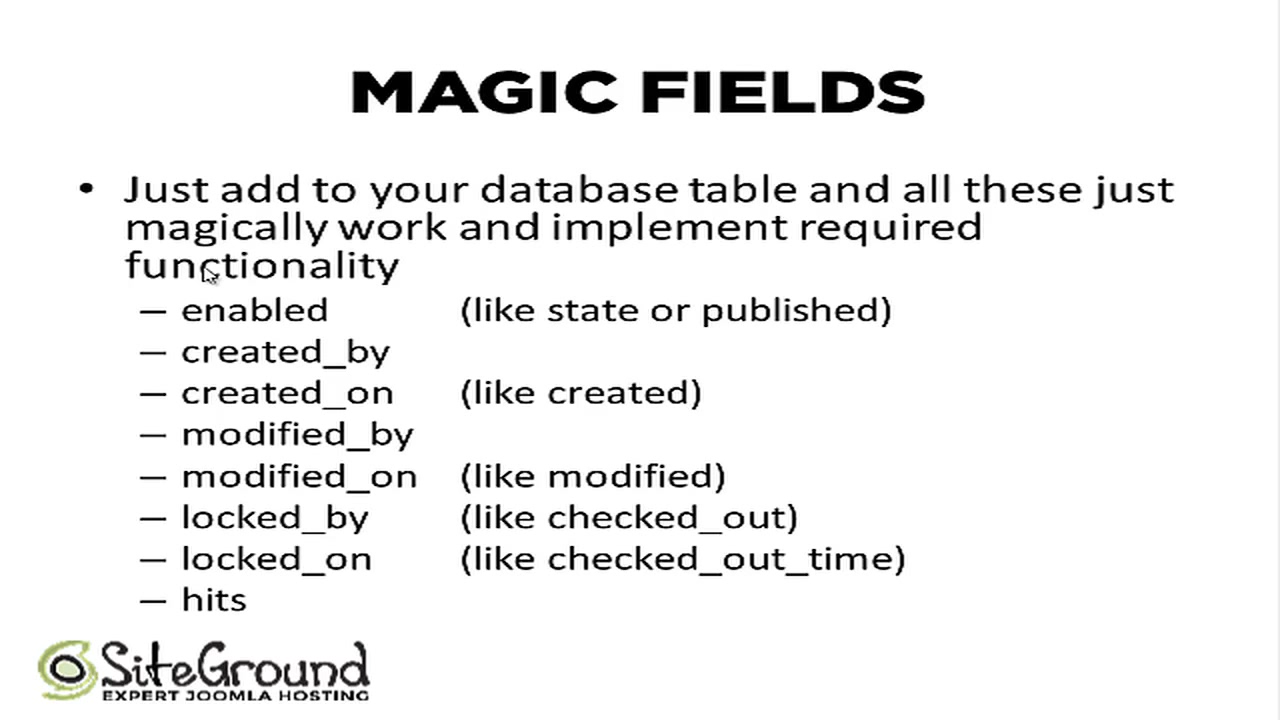 MAGIC FIELDS
• Just add to your database table and all these just
magically work and implement required
functionality
— enabled (like state or published)
— created_by
— created_on (like created)
— modified_by
— modified_on (like modified)
— locked_by (like checked_out)
— locked_on (like checked_out_time)
— hits
SiteGround
EXPERT JOOMLA HOSTING